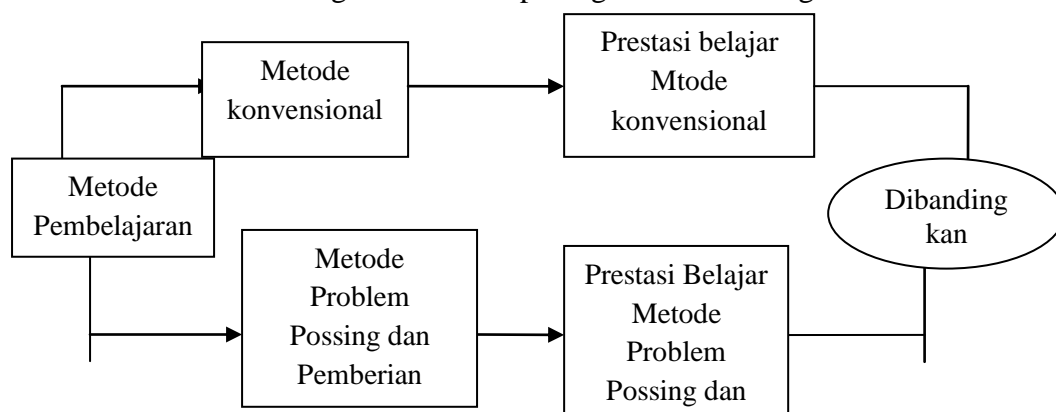 Metode
konvensional
Prestasi belajar
Mtode
konvensional
Metode
Pembelajaran
Dibanding
kan
Metode
Problem
Possing dan
Pemberian
Prestasi Belajar
Metode
Problem
Possing dan